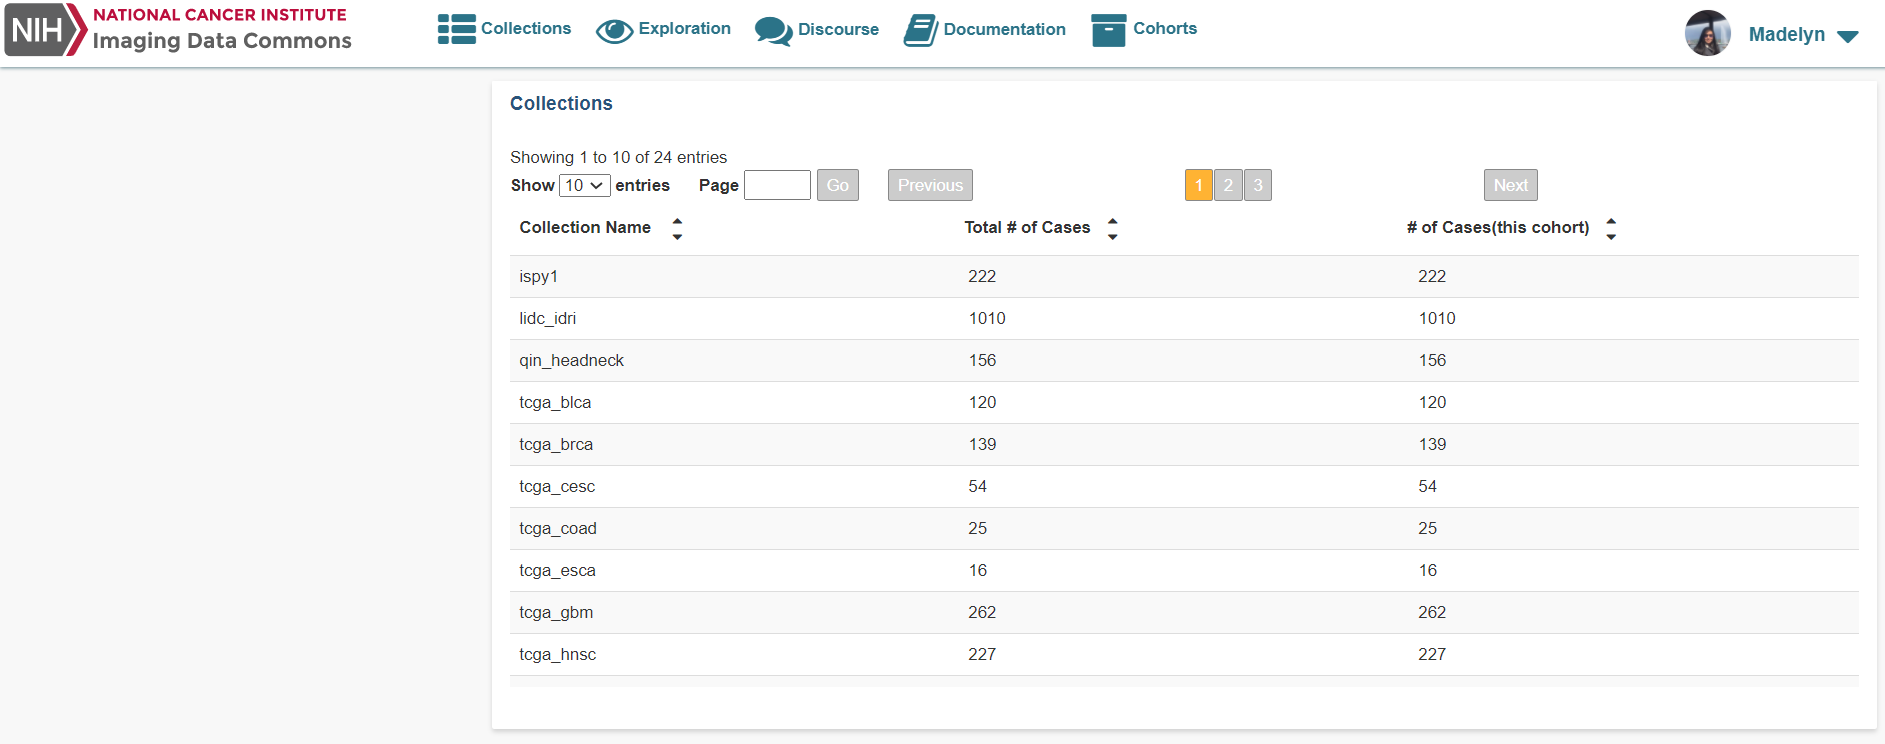 NIH NATIONAL CANCER INSTITUTE
Imaging Data Commons
Collections Exploration Discourse Documentation Cohorts Madelyn
Collections
Showing 1 to 10 of 24 entries
Show 10 entries Page Go Previous 1 2 3 Next
Collection Name Total # of Cases # of Cases(this cohort)
ispy1 222 222
lidc_idri 1010 1010
qin_headneck 156 156
tcga_blca 120 120
tcga_brca 139 139
tcga_cesc 54 54
tcga_coad 25 25
tcga_esca 16 16
tcga_gbm 262 262
tcga_hnsc 227 227